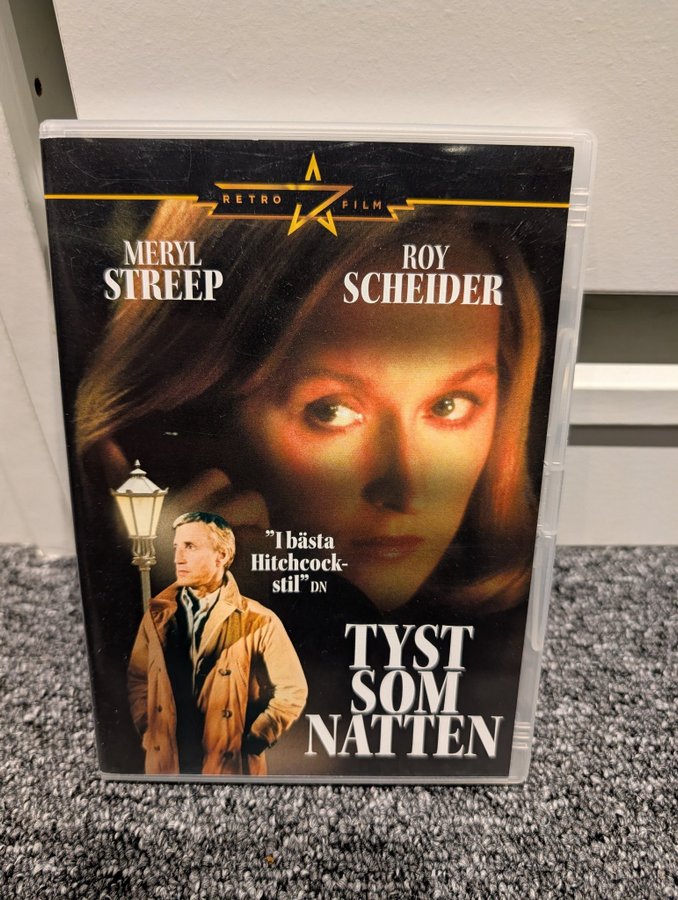 RETRO FILM
MERYL
STREEP
ROY
SCHEIDER
”I bästa
Hitchcock-
stil” DN
TYST
SOM
NATTEN